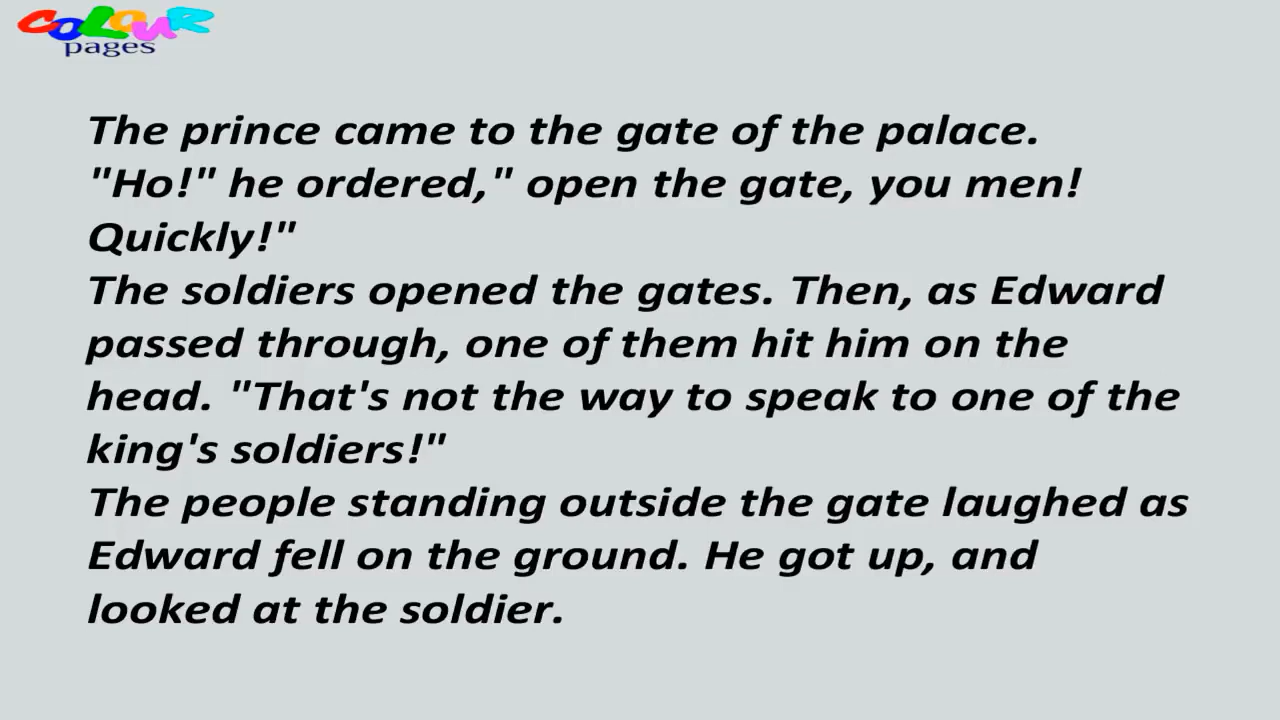 COLOUR
pages
The prince came to the gate of the palace.
"Ho!" he ordered," open the gate, you men!
Quickly!"
The soldiers opened the gates. Then, as Edward
passed through, one of them hit him on the
head. "That's not the way to speak to one of the
king's soldiers!"
The people standing outside the gate laughed as
Edward fell on the ground. He got up, and
looked at the soldier.